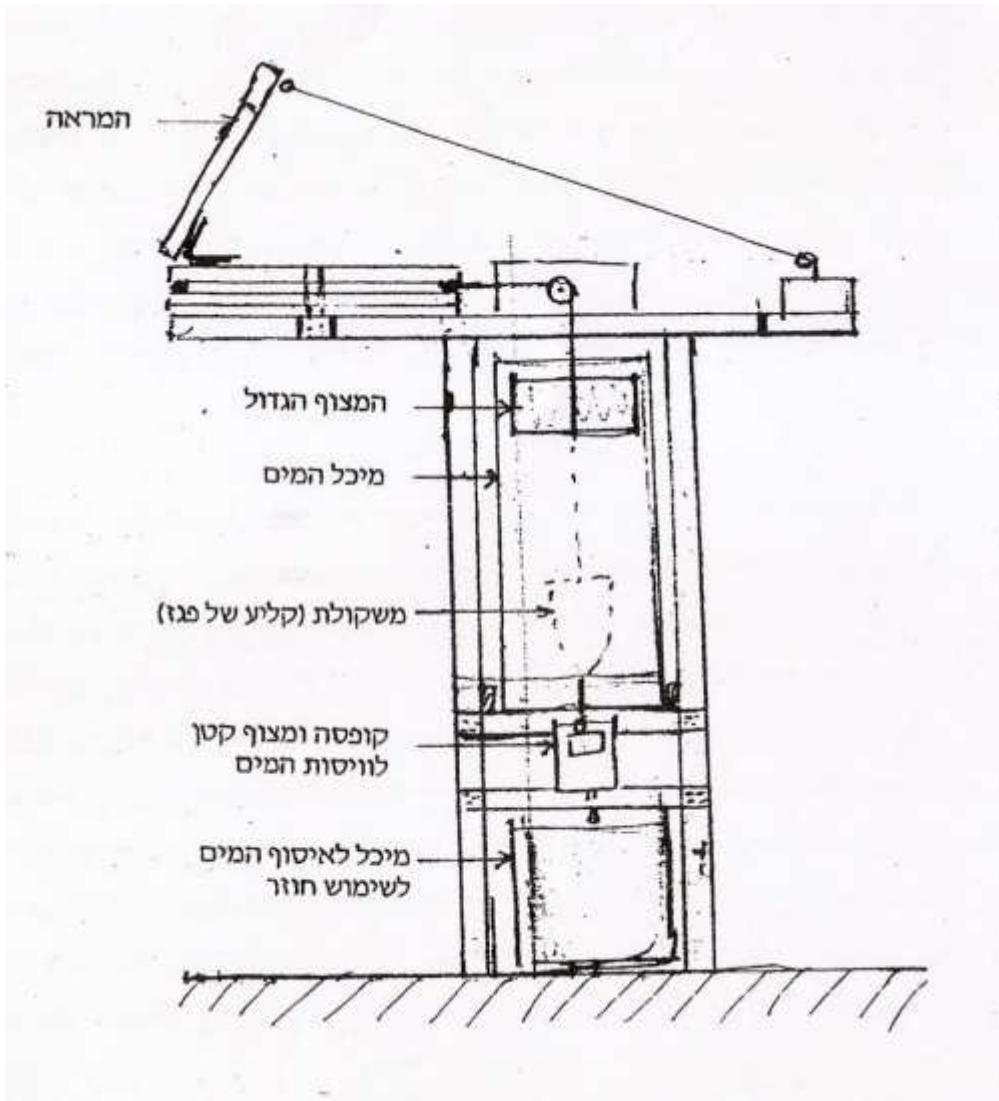 המראה
המצוף הגדול
מיכל המים
משקולת (קליע של פגז)
קופסה ומצוף קטן
לוויסות המים
מיכל לאיסוף המים
לשימוש חוזר